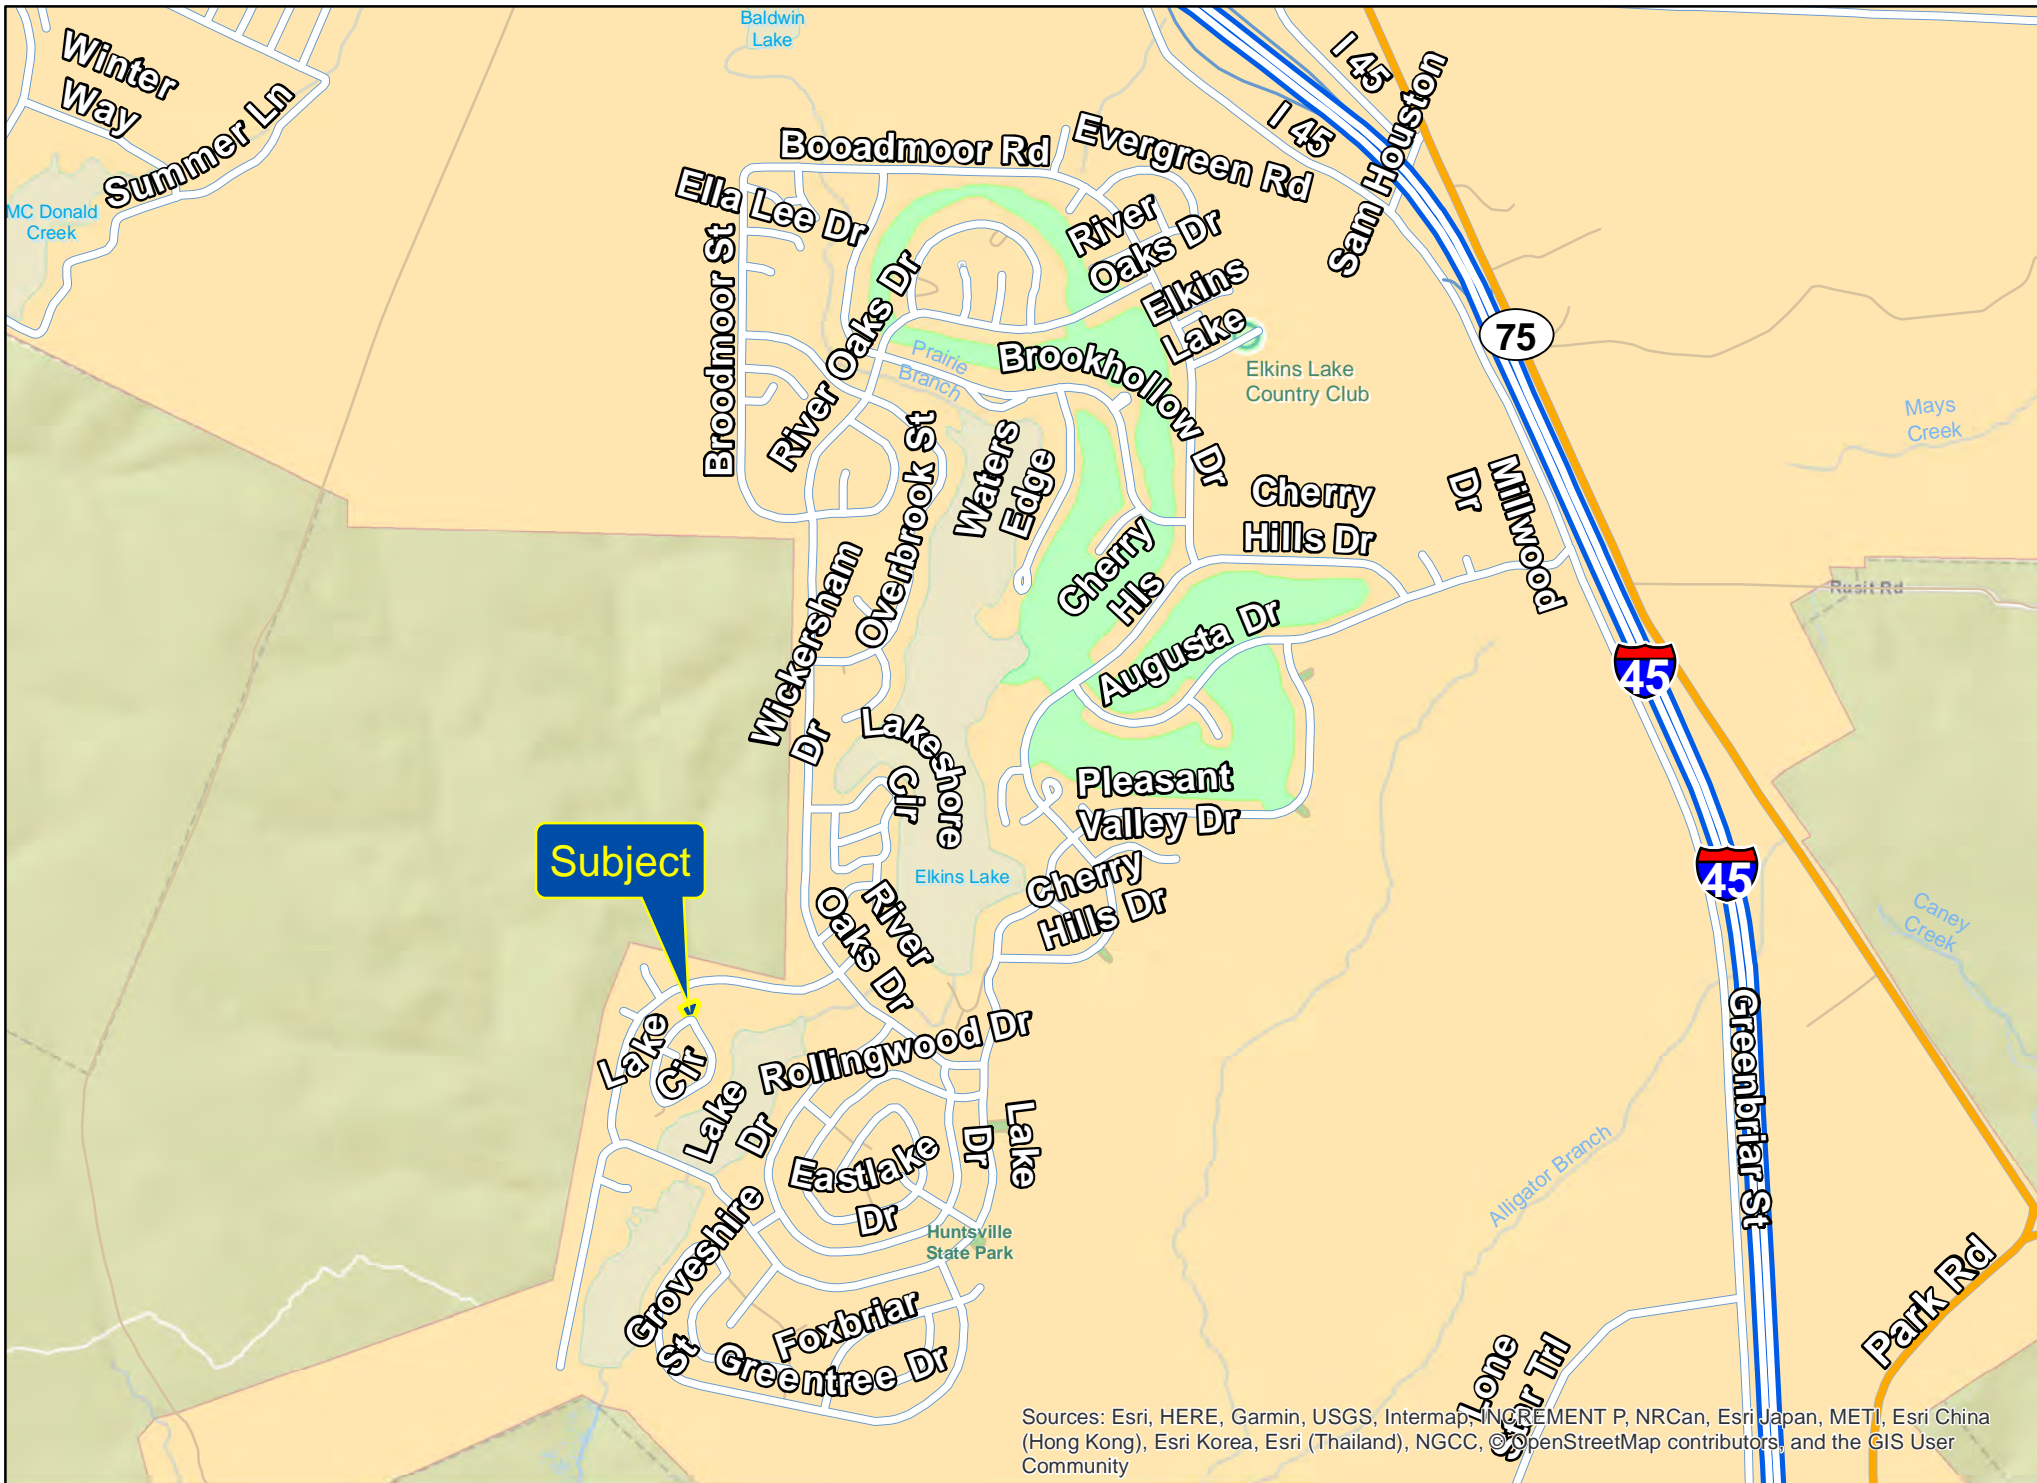 Baldwin
Lake
Winter
Way
Summer Ln
MC Donald
Creek
I 45
I 45
Sam Houston
Booadmoor Rd
Evergreen Rd
Ella Lee Dr
River
Oaks Dr
Elkins
Lake
Broodmoor St
River Oaks Dr
Prairie
Branch
Brookhollow Dr
Elkins Lake
Country Club
75
Mays
Creek
Overbrook St
Waters
Edge
Cherry
Hills Dr
Millwood
Dr
Cherry
Hls
Rusit Rd
Wickersham
Dr
Augusta Dr
45
Lakeshore
Cir
Pleasant
Valley Dr
Subject
Elkins Lake
Cherry
Hills Dr
45
Caney
Creek
River
Oaks Dr
Lake
Cir
Rollingwood Dr
Greenbriar St
Lake
Dr
Lake
Dr
Eastlake
Dr
Alligator Branch
Huntsville
State Park
Groveshire
St
Foxbriar
Greentree Dr
Park Rd
Lone
Star Trl
Sources: Esri, HERE, Garmin, USGS, Intermap, INCREMENT P, NRCan, Esri Japan, METI, Esri China
(Hong Kong), Esri Korea, Esri (Thailand), NGCC, © OpenStreetMap contributors, and the GIS User
Community